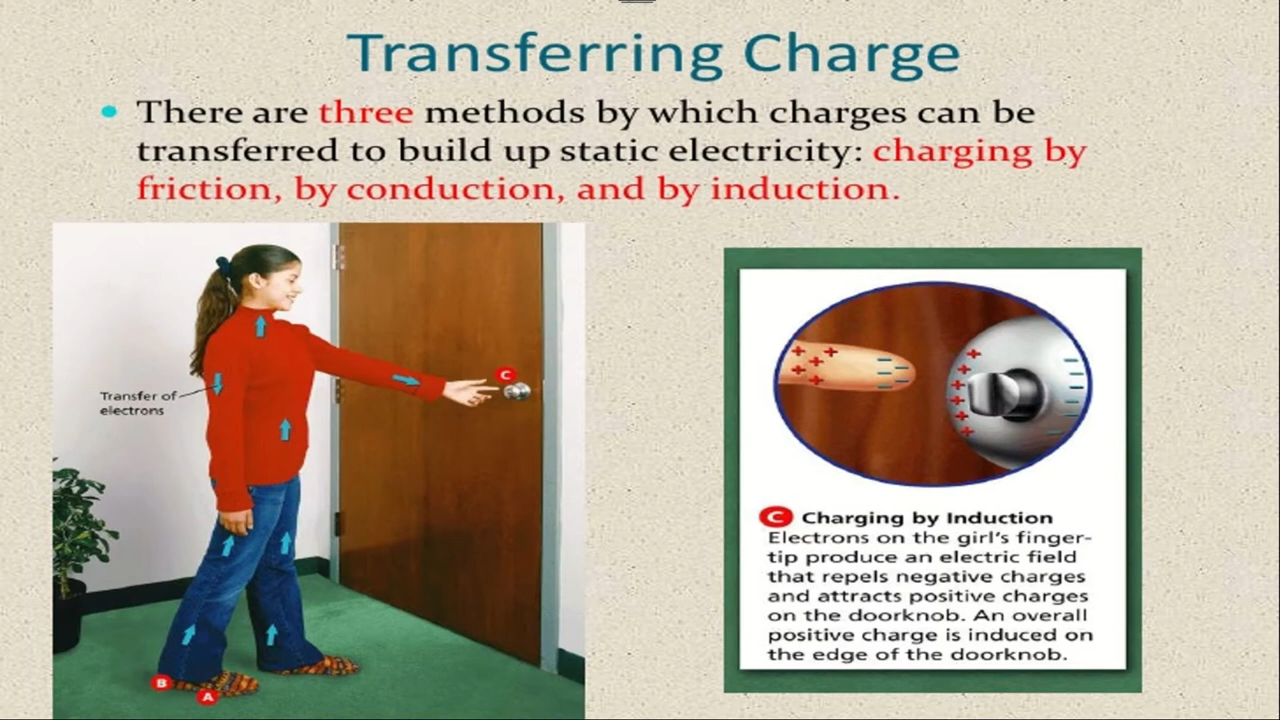 Transferring Charge
• There are three methods by which charges can be
transferred to build up static electricity: charging by
friction, by conduction, and by induction.
Transfer of
electrons
C
B
A
C Charging by Induction
Electrons on the girl's finger-
tip produce an electric field
that repels negative charges
and attracts positive charges
on the doorknob. An overall
positive charge is induced on
the edge of the doorknob.